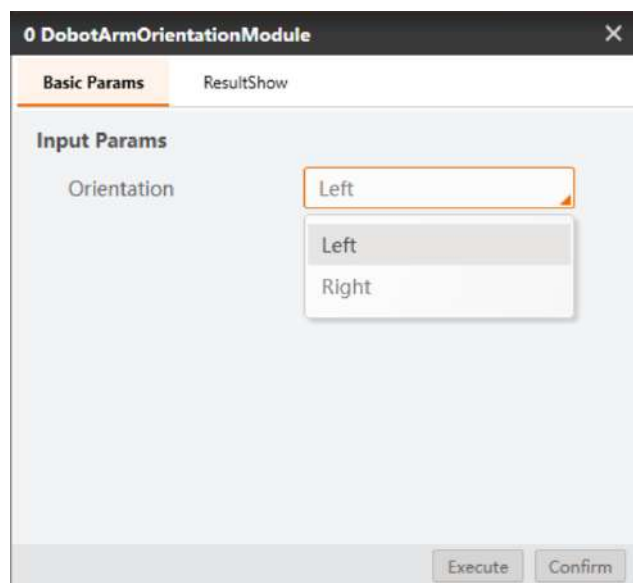 0 DobotArmOrientationModule
Basic Params ResultShow
Input Params
Orientation Left
Left
Right
Execute Confirm